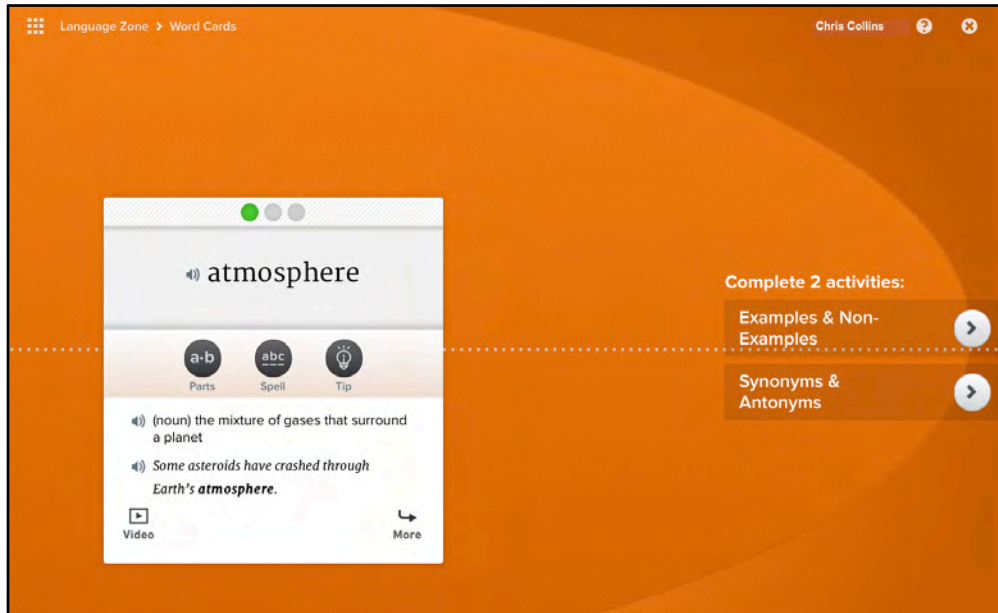 Language Zone > Word Cards
Chris Collins
?
atmosphere
a·b
abc
Parts
Spell
Tip
(noun) the mixture of gases that surround
a planet
Some asteroids have crashed through
Earth's atmosphere.
Video
More
Complete 2 activities:
Examples & Non-
Examples
Synonyms &
Antonyms